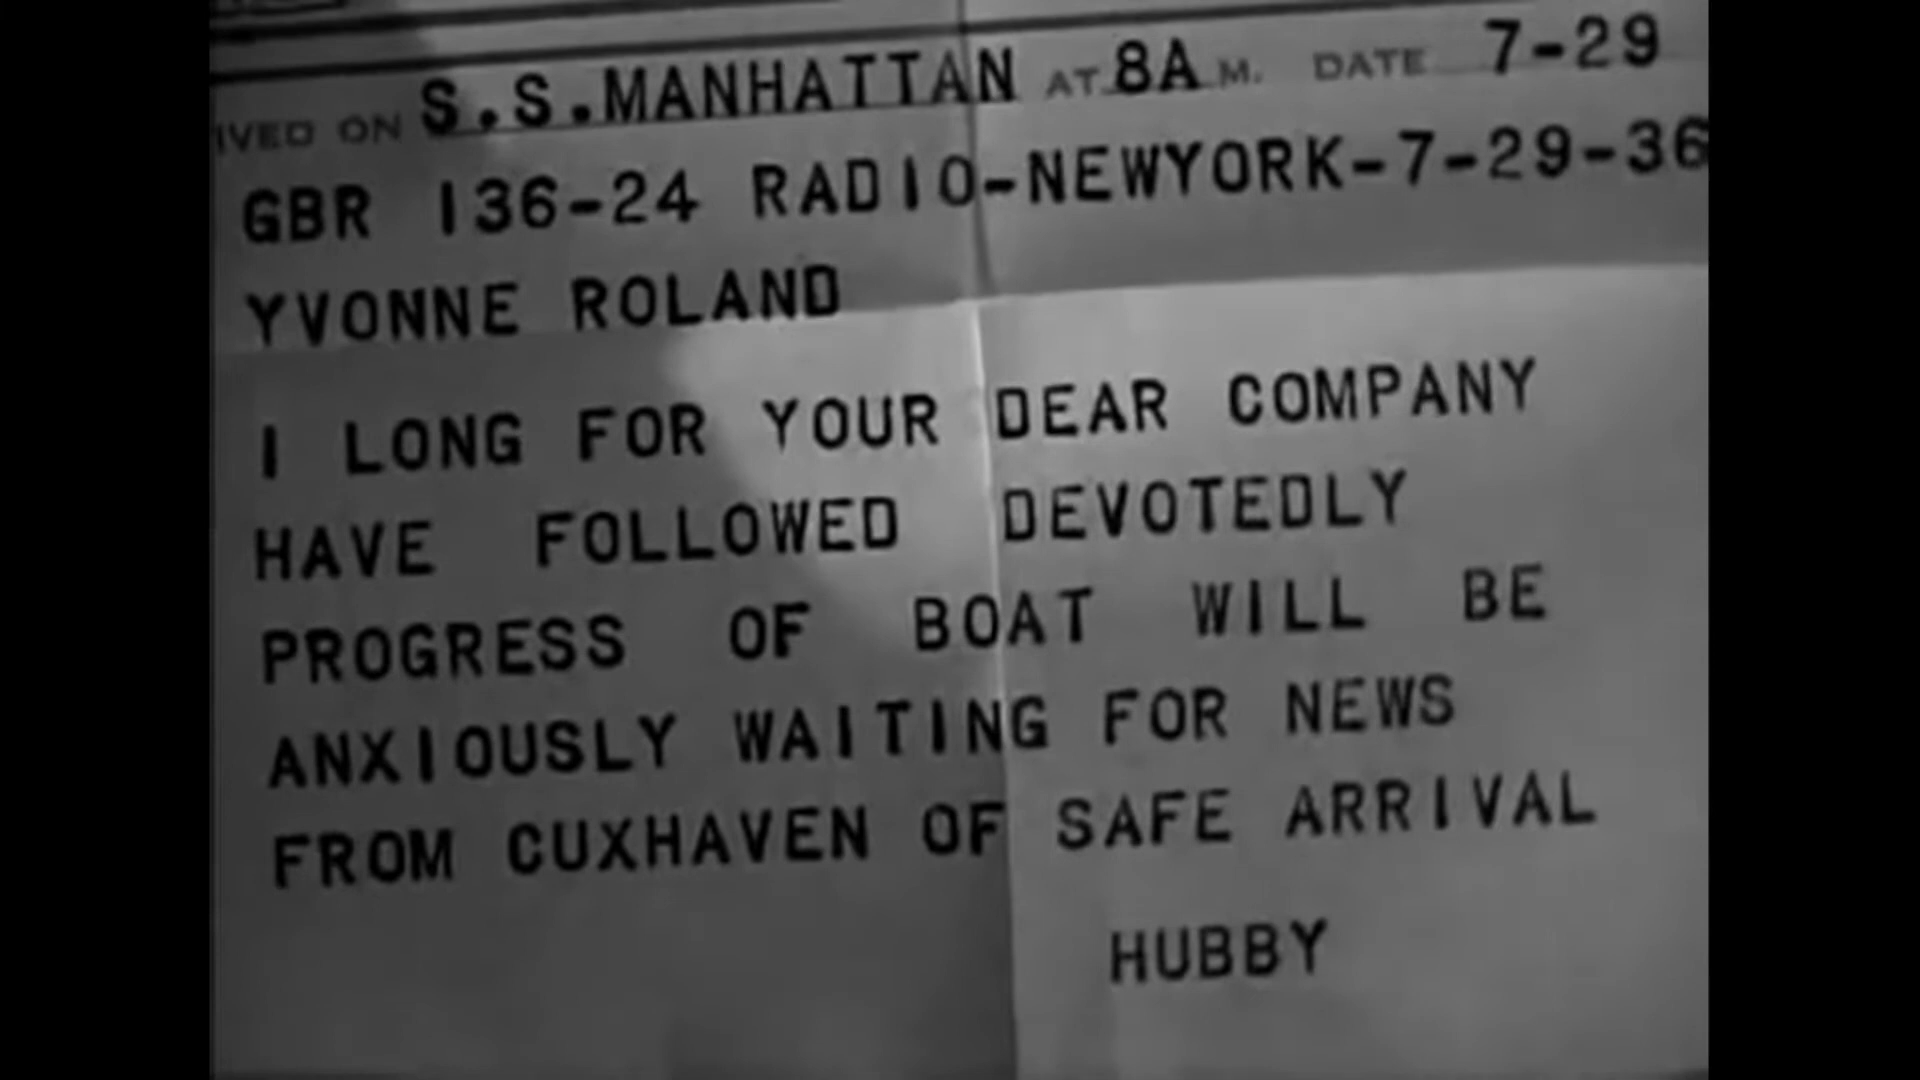 IVED ON S.S.MANHATTAN AT 8A M. DATE 7-29
GBR 136-24 RADIO-NEWYORK-7-29-36
YVONNE ROLAND
I LONG FOR YOUR DEAR COMPANY
HAVE FOLLOWED DEVOTEDLY
PROGRESS OF BOAT WILL BE
ANXIOUSLY WAITING FOR NEWS
FROM CUXHAVEN OF SAFE ARRIVAL
HUBBY